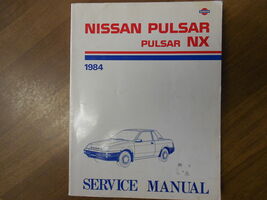 NISSAN PULSAR
PULSAR NX
1984
SERVICE MANUAL